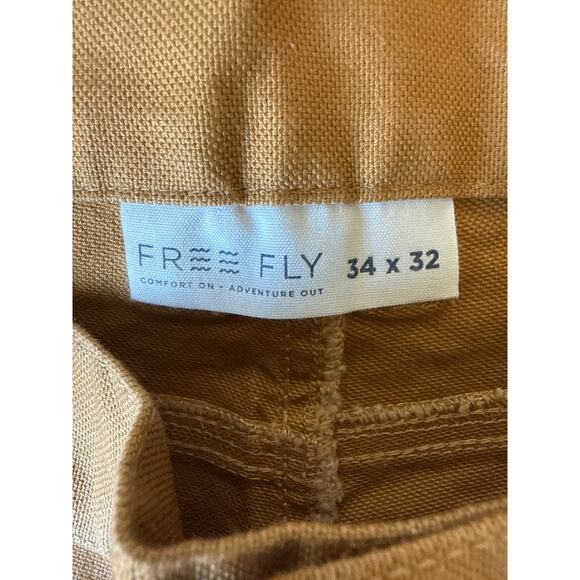 FREE FLY 34 x 32
COMFORT ON • ADVENTURE OUT